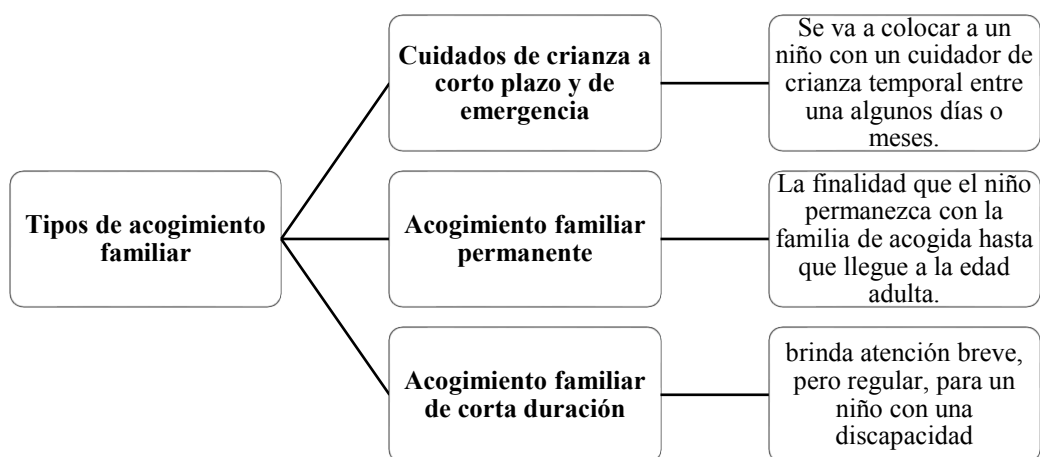 Tipos de acogimiento
familiar
Cuidados de crianza a
corto plazo y de
emergencia
Se va a colocar a un
niño con un cuidador de
crianza temporal entre
una algunos días o
meses.
Acogimiento familiar
permanente
La finalidad que el niño
permanezca con la
familia de acogida hasta
que llegue a la edad
adulta.
Acogimiento familiar
de corta duración
brinda atención breve,
pero regular, para un
niño con una
discapacidad